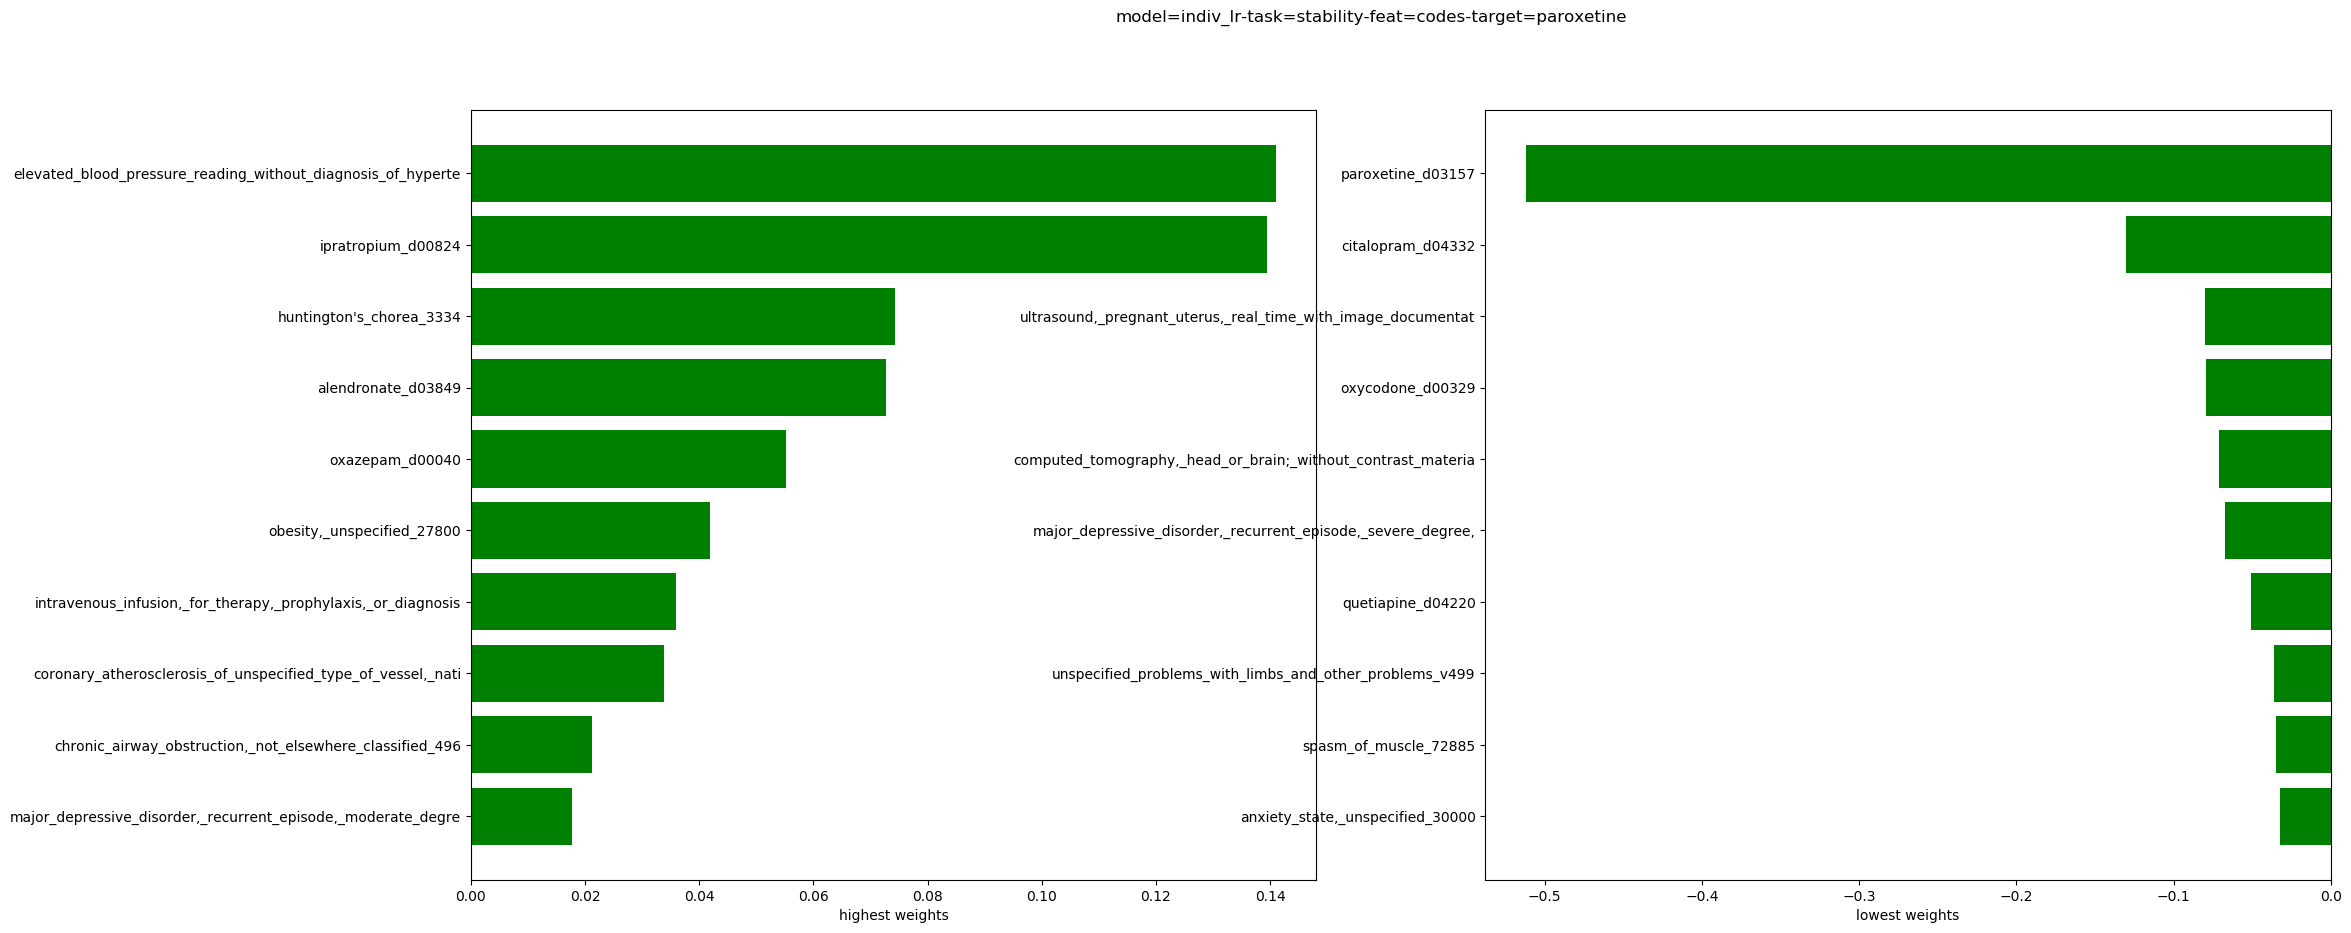 model=indiv_lr-task=stability-feat=codes-target=paroxetine
elevated_blood_pressure_reading_without_diagnosis_of_hyperte
ipratropium_d00824
huntington's_chorea_3334
alendronate_d03849
oxazepam_d00040
obesity,_unspecified_27800
intravenous_infusion,_for_therapy,_prophylaxis,_or_diagnosis
coronary_atherosclerosis_of_unspecified_type_of_vessel,_nati
chronic_airway_obstruction,_not_elsewhere_classified_496
major_depressive_disorder,_recurrent_episode,_moderate_degre
0.00 0.02 0.04 0.06 0.08 0.10 0.12 0.14
highest weights
paroxetine_d03157
citalopram_d04332
ultrasound,_pregnant_uterus,_real_time_with_image_documentat
oxycodone_d00329
computed_tomography,_head_or_brain;_without_contrast_materia
major_depressive_disorder,_recurrent_episode,_severe_degree,
quetiapine_d04220
unspecified_problems_with_limbs_and_other_problems_v499
spasm_of_muscle_72885
anxiety_state,_unspecified_30000
−0.5 −0.4 −0.3 −0.2 −0.1 0.0
lowest weights